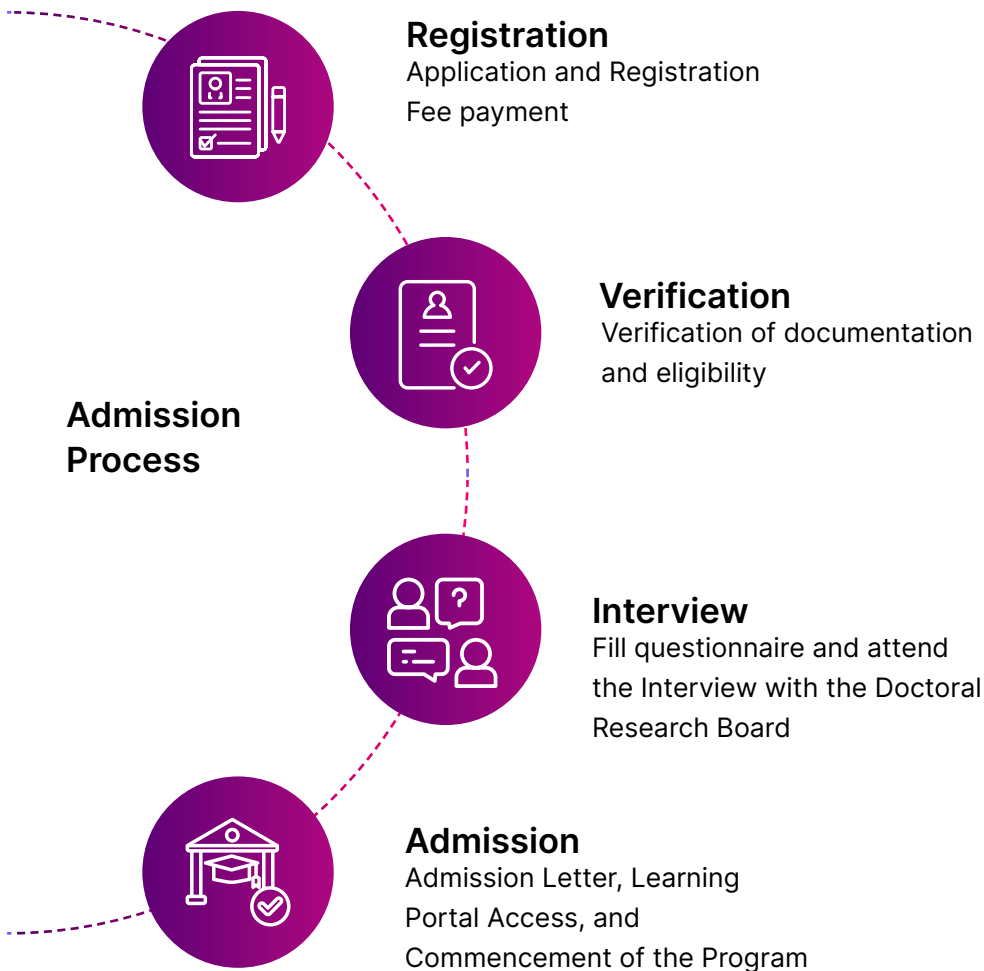 Registration
Application and Registration
Fee payment
Verification
Verification of documentation
and eligibility
Admission
Process
Interview
Fill questionnaire and attend
the Interview with the Doctoral
Research Board
Admission
Admission Letter, Learning
Portal Access, and
Commencement of the Program